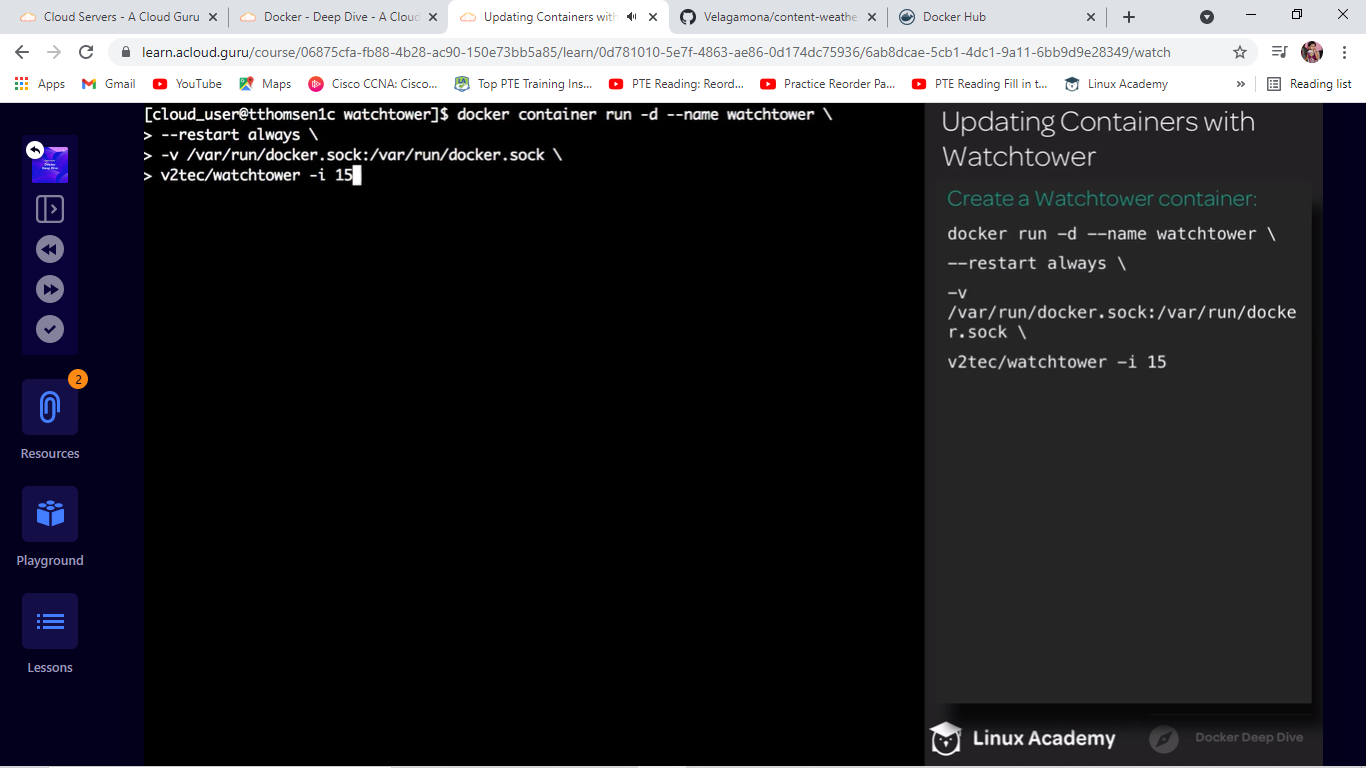 Cloud Servers - A Cloud Guru
Docker - Deep Dive - A Cloud
Updating Containers with
Velagamona/content-weathe
Docker Hub
learn.acloud.guru/course/06875cfa-fb88-4b28-ac90-150e73bb5a85/learn/0d781010-5e7f-4863-ae86-0d174dc75936/6ab8dcae-5cb1-4dc1-9a11-6bb9d9e28349/watch
Apps
Gmail
YouTube
Maps
Cisco CCNA: Cisco...
Top PTE Training Ins...
PTE Reading: Reord...
Practice Reorder Pa...
PTE Reading Fill in t...
Linux Academy
»
Reading list
Docker
Deep Dive
2
Resources
Playground
Lessons
[cloud_user@tthomsen1c watchtower]$ docker container run -d --name watchtower \
> --restart always \
> -v /var/run/docker.sock:/var/run/docker.sock \
> v2tec/watchtower -i 15
Updating Containers with
Watchtower
Create a Watchtower container:
docker run -d --name watchtower \
--restart always \
-v
/var/run/docker.sock:/var/run/docke
r.sock \
v2tec/watchtower -i 15
Linux Academy
Docker Deep Dive